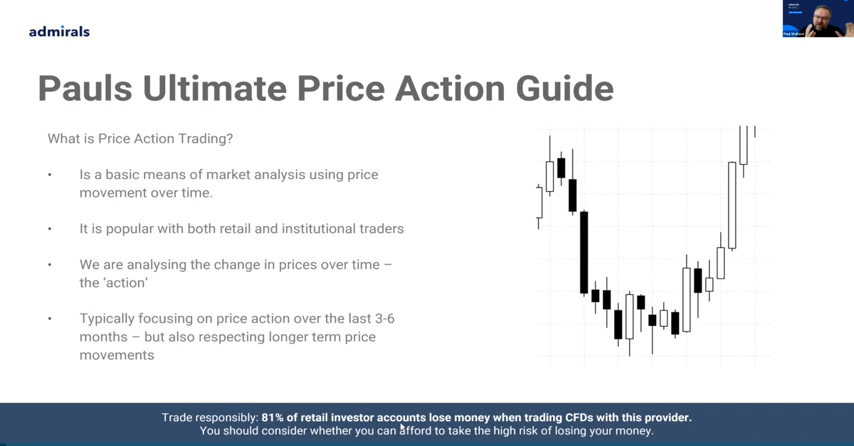 admirals
Pauls Ultimate Price Action Guide
What is Price Action Trading?
• Is a basic means of market analysis using price
movement over time.
• It is popular with both retail and institutional traders
• We are analysing the change in prices over time –
the ‘action’
• Typically focusing on price action over the last 3-6
months – but also respecting longer term price
movements
Trade responsibly: 81% of retail investor accounts lose money when trading CFDs with this provider.
You should consider whether you can afford to take the high risk of losing your money.